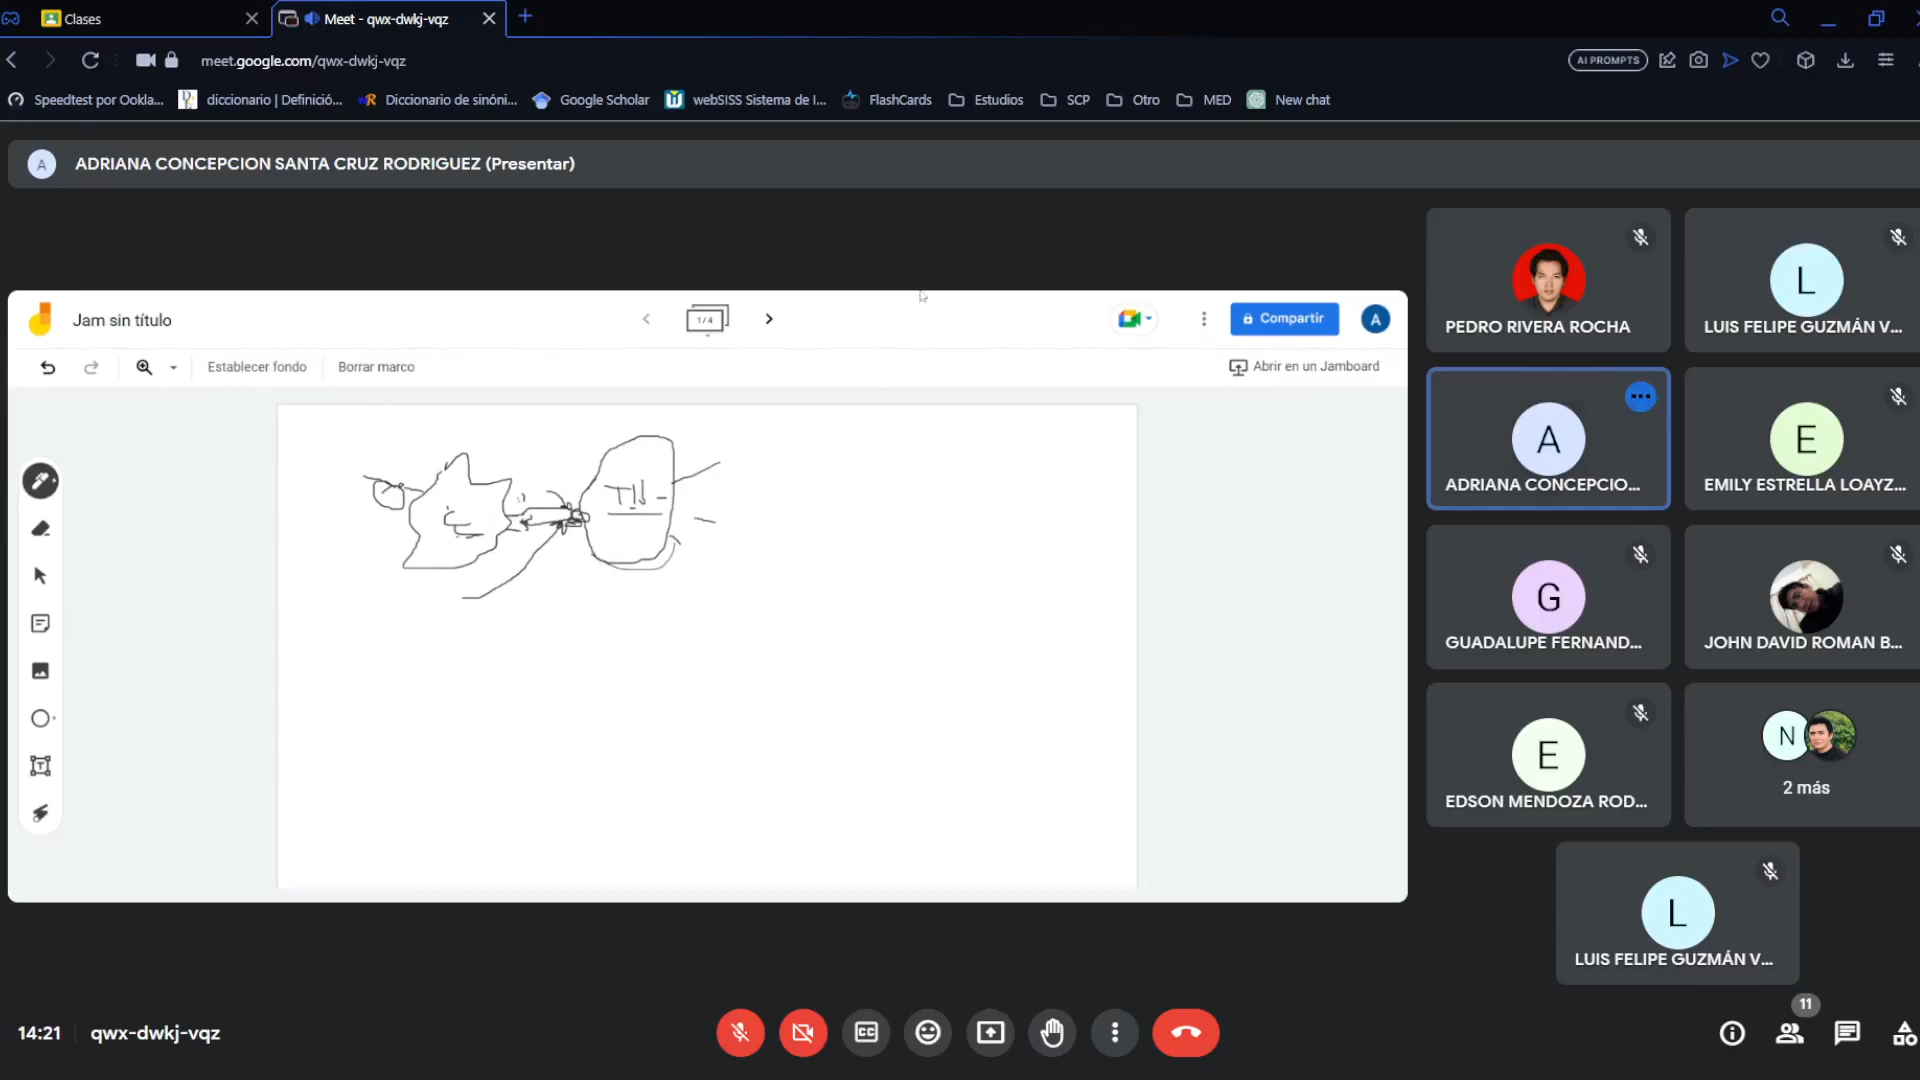 Classes
Meet - qwx-dwkj-vqz
meet.google.com/qwx-dwkj-vqz
AI PROMPTS
Speedtest por Ookla...
diccionario | Definició...
Diccionario de sinóni...
Google Scholar
webSISS Sistema de I...
FlashCards
Estudios
SCP
Otro
MED
New chat
A
ADRIANA CONCEPCION SANTA CRUZ RODRIGUEZ (Presentar)
Jam sin título
1/4
Compartir
A
Establecer fondo
Borrar marco
Abrir en un Jamboard
PEDRO RIVERA ROCHA
L
LUIS FELIPE GUZMÁN V...
A
ADRIANA CONCEPCIO...
E
EMILY ESTRELLA LOAYZ...
G
GUADALUPE FERNAND...
JOHN DAVID ROMAN B...
E
EDSON MENDOZA ROD...
N
2 más
L
LUIS FELIPE GUZMÁN V...
14:21
qwx-dwkj-vqz
CC
11